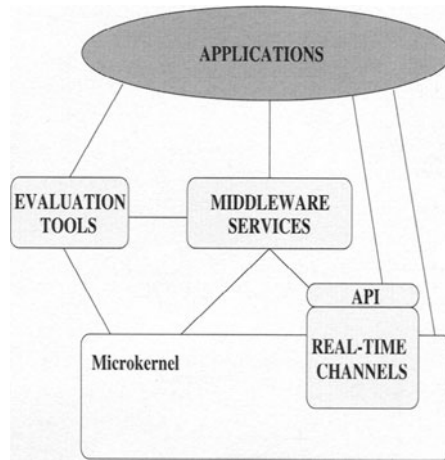 APPLICATIONS
EVALUATION
TOOLS
MIDDLEWARE
SERVICES
API
Microkernel
REAL-TIME
CHANNELS